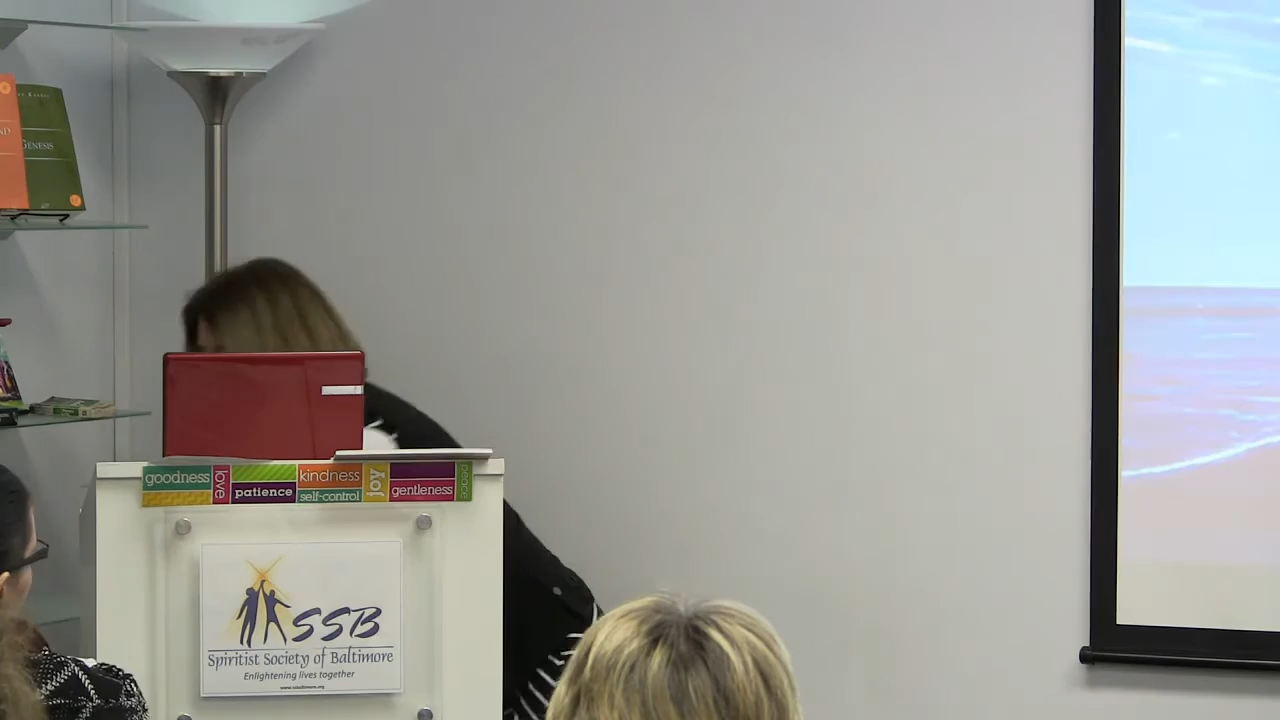 GENESIS
goodness
love
patience
kindness
self-control
joy
gentleness
peace
SSB
Spiritist Society of Baltimore
Enlightening lives together